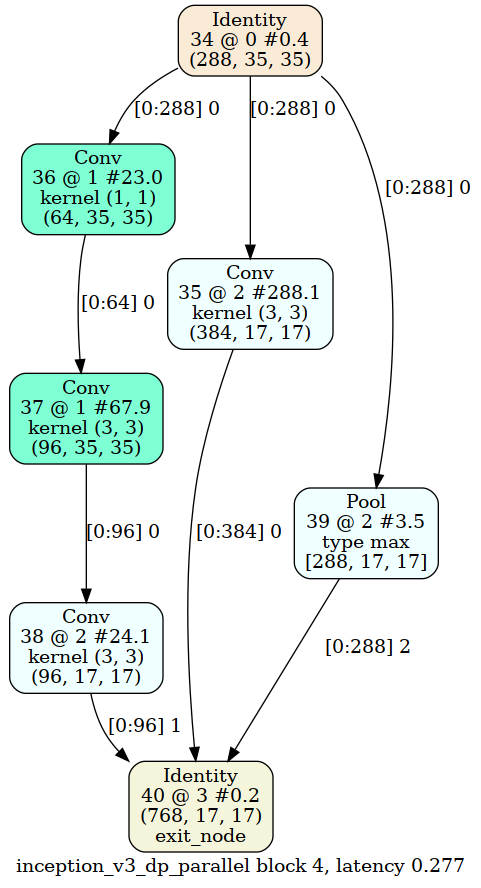 Identity
34 @ 0 #0.4
(288, 35, 35)
[0:288] 0
[0:288] 0
[0:288] 0
Conv
36 @ 1 #23.0
kernel (1, 1)
(64, 35, 35)
Conv
35 @ 2 #288.1
kernel (3, 3)
(384, 17, 17)
[0:64] 0
Conv
37 @ 1 #67.9
kernel (3, 3)
(96, 35, 35)
[0:96] 0
[0:384] 0
Pool
39 @ 2 #3.5
type max
[288, 17, 17]
Conv
38 @ 2 #24.1
kernel (3, 3)
(96, 17, 17)
[0:288] 2
[0:96] 1
Identity
40 @ 3 #0.2
(768, 17, 17)
exit_node
inception_v3_dp_parallel block 4, latency 0.277